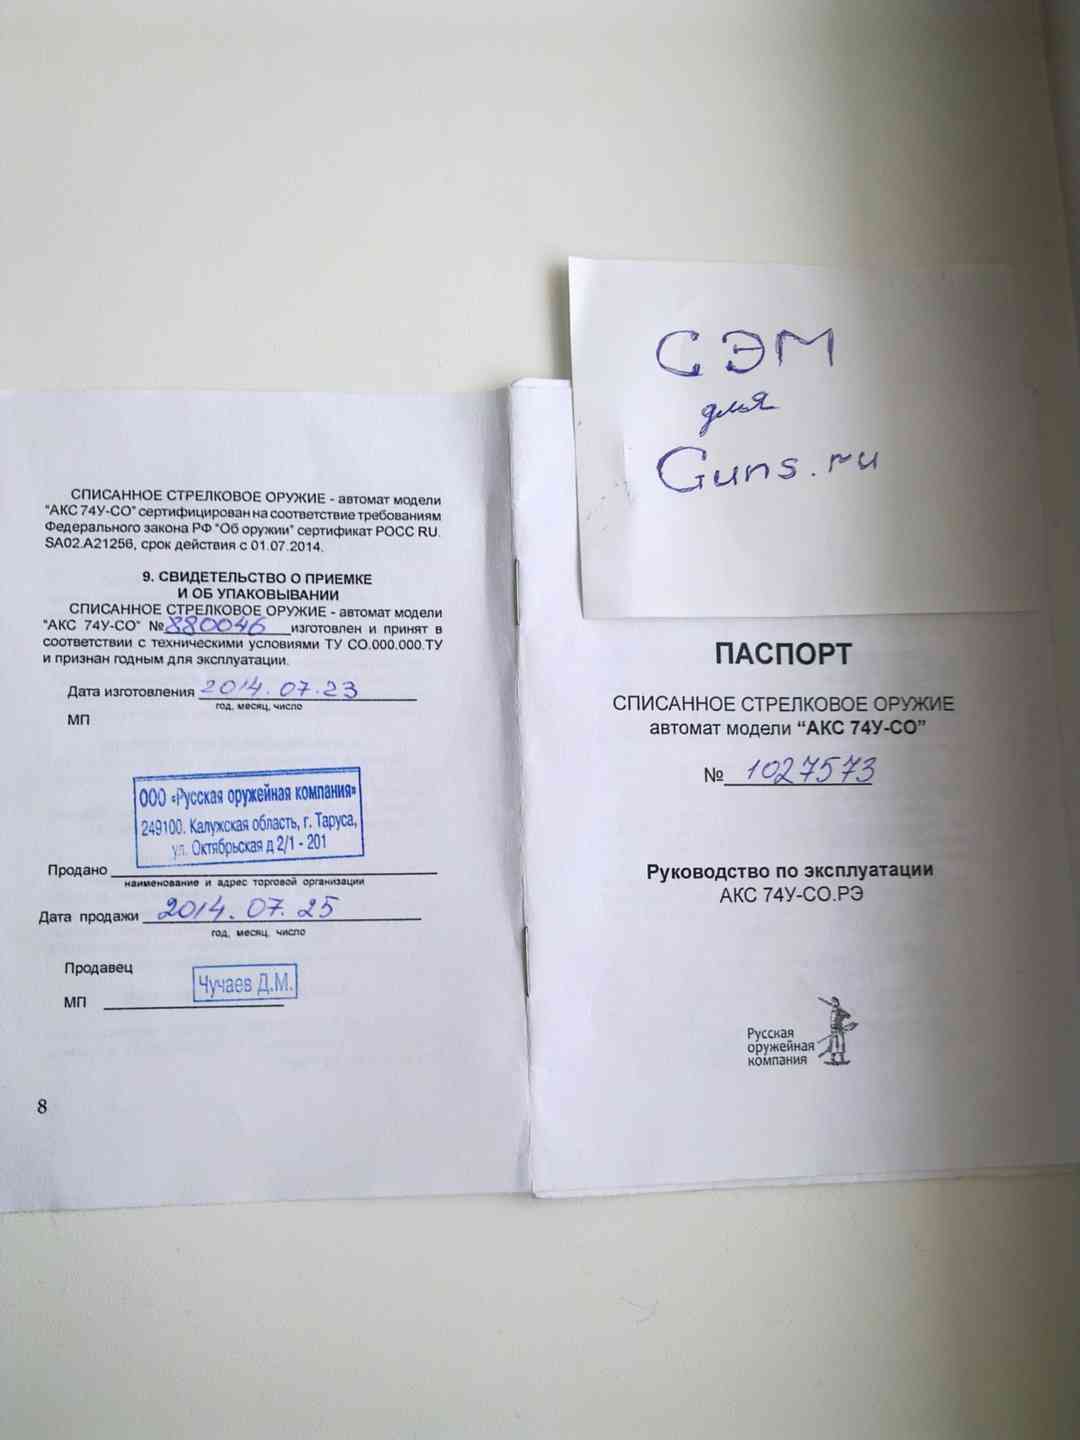 СПИСАННОЕ СТРЕЛКОВОЕ ОРУЖИЕ - автомат модели
"АКС 74У-СО" сертифицирован на соответствие требованиям
Федерального закона РФ "Об оружии" сертификат РОСС RU.
SA02.A21256, срок действия с 01.07.2014.
9. СВИДЕТЕЛЬСТВО О ПРИЕМКЕ
И ОБ УПАКОВЫВАНИИ
СПИСАННОЕ СТРЕЛКОВОЕ ОРУЖИЕ - автомат модели
"АКС 74У-СО" № 880046 изготовлен и принят в
соответствии с техническими условиями ТУ СО.000.000.ТУ
и признан годным для эксплуатации.
Дата изготовления 2014.07.23
год, месяц, число
МП
ООО «Русская оружейная компания»
249100. Калужская область, г. Таруса,
ул. Октябрьская д 2/1 - 201
Продано
наименование и адрес торговой организации
Дата продажи 2014.07.25
год, месяц, число
Продавец
Чучаев Д.М.
МП
8
СЭМ
для
Guns.ru
ПАСПОРТ
СПИСАННОЕ СТРЕЛКОВОЕ ОРУЖИЕ
автомат модели "АКС 74У-СО"
№ 1027573
Руководство по эксплуатации
АКС 74У-СО.РЭ
Русская
оружейная
компания